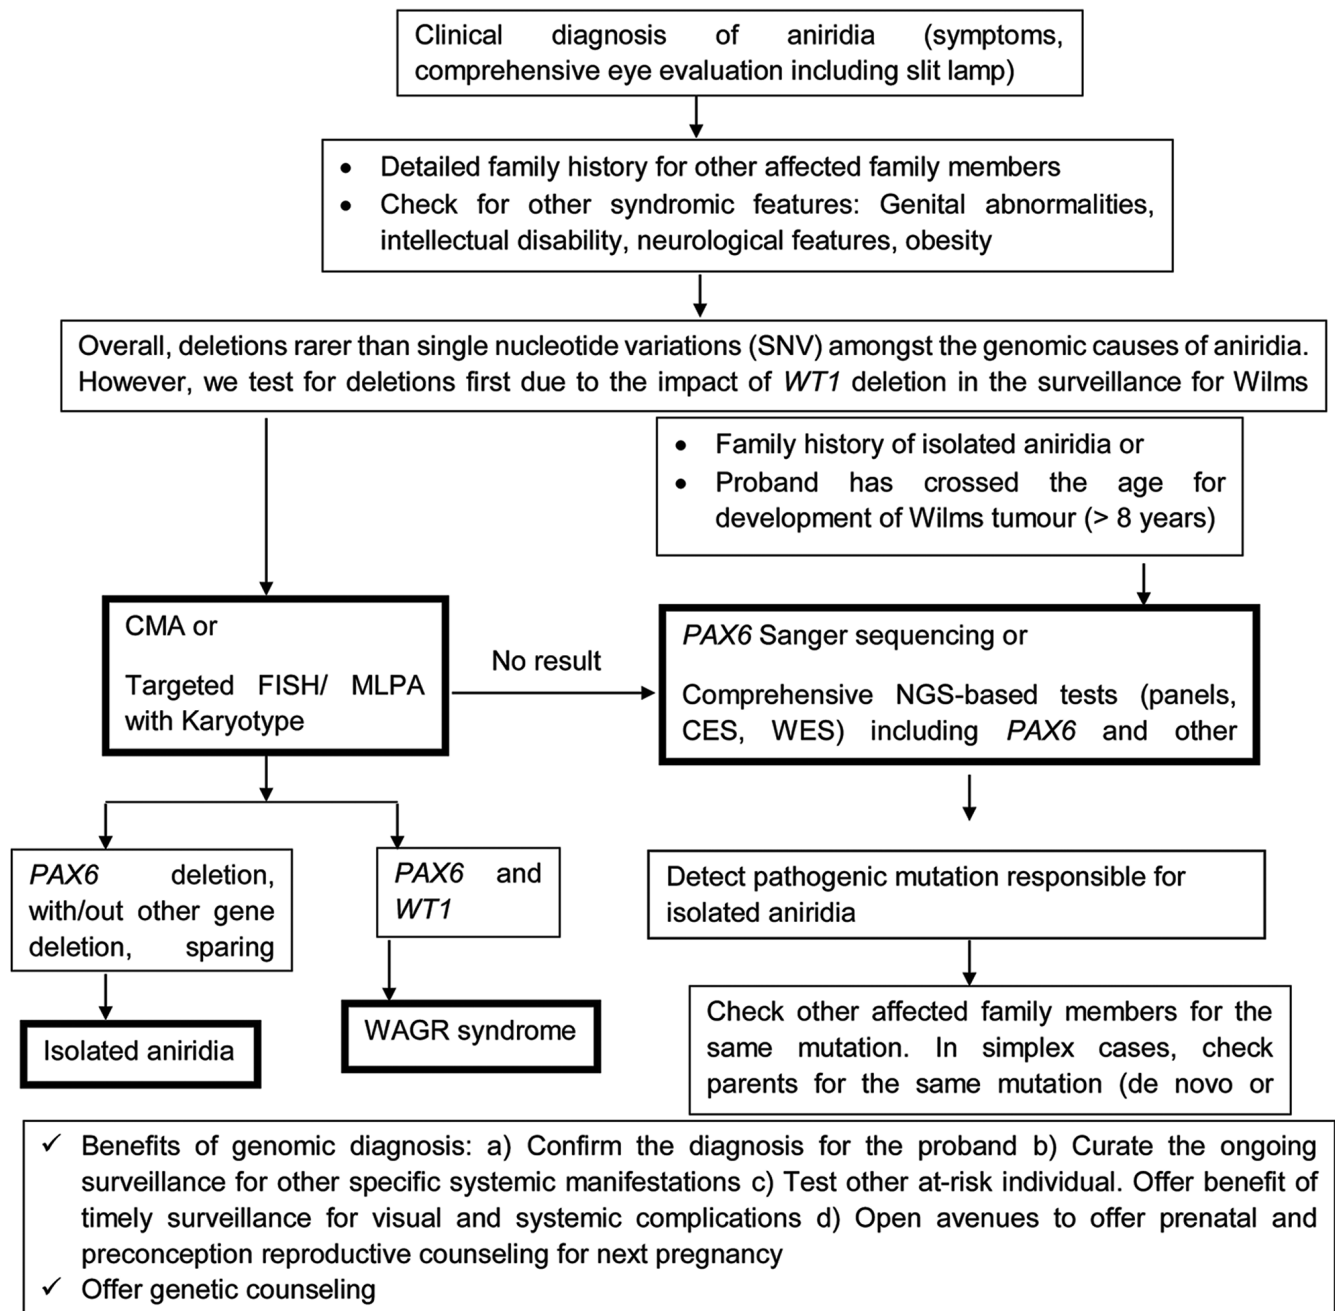 Clinical diagnosis of aniridia (symptoms,
comprehensive eye evaluation including slit lamp)
• Detailed family history for other affected family members
• Check for other syndromic features: Genital abnormalities,
intellectual disability, neurological features, obesity
Overall, deletions rarer than single nucleotide variations (SNV) amongst the genomic causes of aniridia.
However, we test for deletions first due to the impact of WT1 deletion in the surveillance for Wilms
• Family history of isolated aniridia or
• Proband has crossed the age for
development of Wilms tumour (> 8 years)
CMA or
Targeted FISH/ MLPA
with Karyotype
No result
PAX6 Sanger sequencing or
Comprehensive NGS-based tests (panels,
CES, WES) including PAX6 and other
PAX6 deletion,
with/out other gene
deletion, sparing
PAX6 and
WT1
Detect pathogenic mutation responsible for
isolated aniridia
Isolated aniridia
WAGR syndrome
Check other affected family members for the
same mutation. In simplex cases, check
parents for the same mutation (de novo or
✓ Benefits of genomic diagnosis: a) Confirm the diagnosis for the proband b) Curate the ongoing
surveillance for other specific systemic manifestations c) Test other at-risk individual. Offer benefit of
timely surveillance for visual and systemic complications d) Open avenues to offer prenatal and
preconception reproductive counseling for next pregnancy
✓ Offer genetic counseling